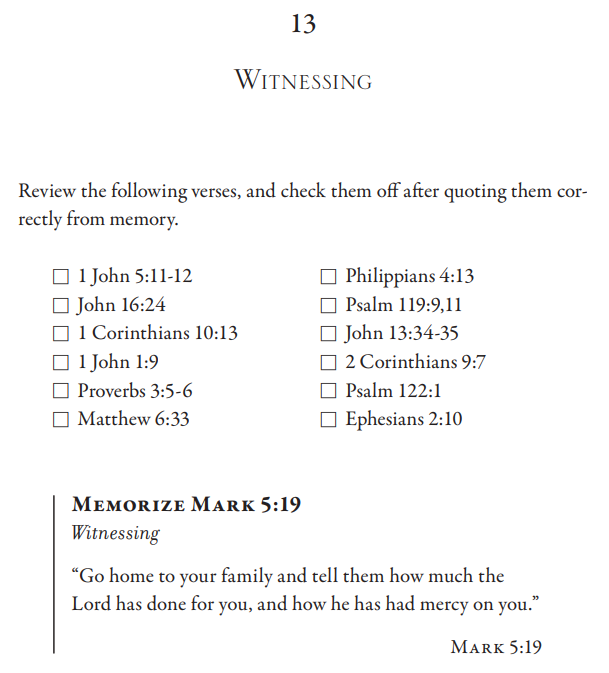 13
Witnessing
Review the following verses, and check them off after quoting them cor-
rectly from memory.
☐ 1 John 5:11-12
☐ John 16:24
☐ 1 Corinthians 10:13
☐ 1 John 1:9
☐ Proverbs 3:5-6
☐ Matthew 6:33
☐ Philippians 4:13
☐ Psalm 119:9,11
☐ John 13:34-35
☐ 2 Corinthians 9:7
☐ Psalm 122:1
☐ Ephesians 2:10
Memorize Mark 5:19
Witnessing
“Go home to your family and tell them how much the
Lord has done for you, and how he has had mercy on you.”
Mark 5:19